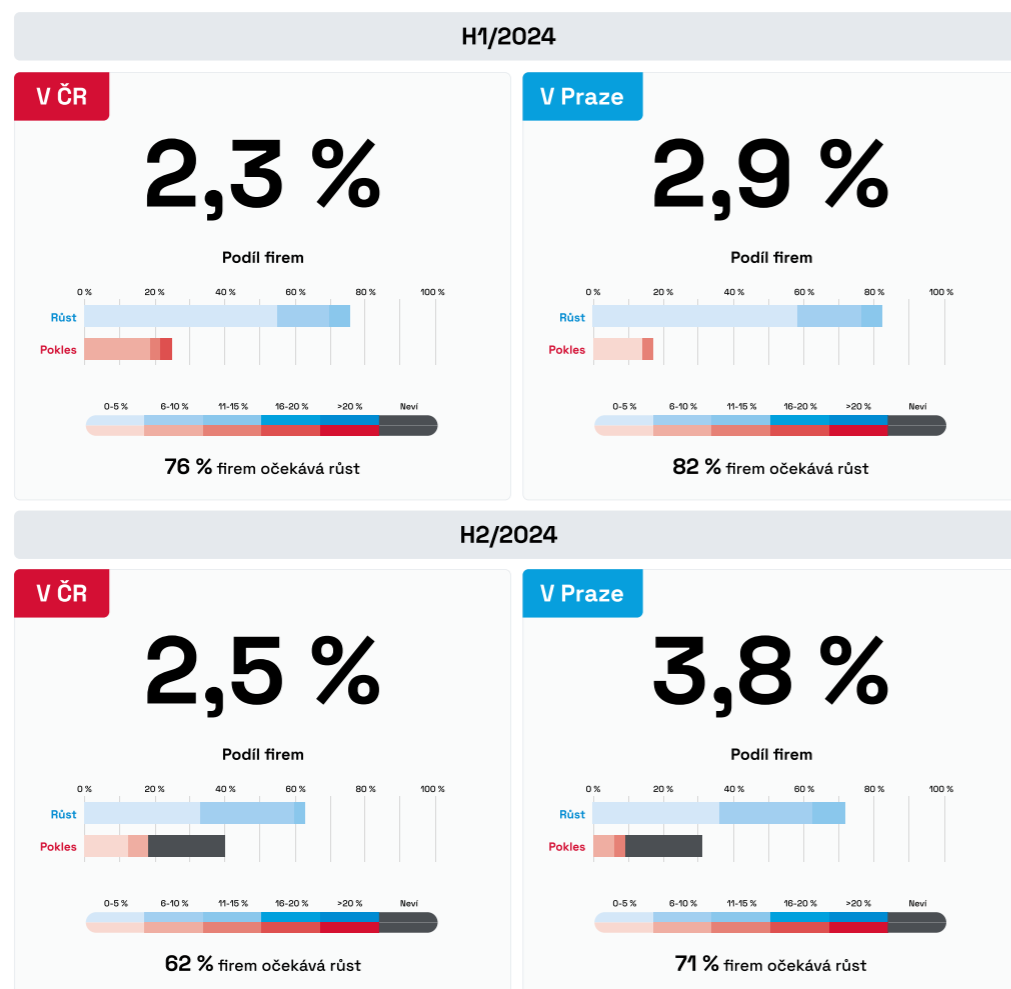 H1/2024
V ČR
2,3 %
Podíl firem
0 % 20 % 40 % 60 % 80 % 100 %
Růst
Pokles
0-5 % 6-10 % 11-15 % 16-20 % >20 % Neví
76 % firem očekává růst
V Praze
2,9 %
Podíl firem
0 % 20 % 40 % 60 % 80 % 100 %
Růst
Pokles
0-5 % 6-10 % 11-15 % 16-20 % >20 % Neví
82 % firem očekává růst
H2/2024
V ČR
2,5 %
Podíl firem
0 % 20 % 40 % 60 % 80 % 100 %
Růst
Pokles
0-5 % 6-10 % 11-15 % 16-20 % >20 % Neví
62 % firem očekává růst
V Praze
3,8 %
Podíl firem
0 % 20 % 40 % 60 % 80 % 100 %
Růst
Pokles
0-5 % 6-10 % 11-15 % 16-20 % >20 % Neví
71 % firem očekává růst